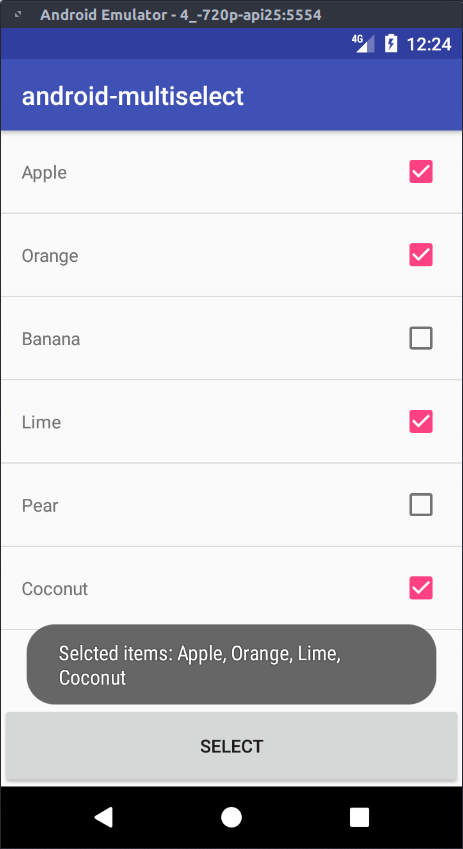 Android Emulator - 4_-720p-api25:5554
4G 12:24
android-multiselect
Apple
Orange
Banana
Lime
Pear
Coconut
Selcted items: Apple, Orange, Lime,
Coconut
SELECT